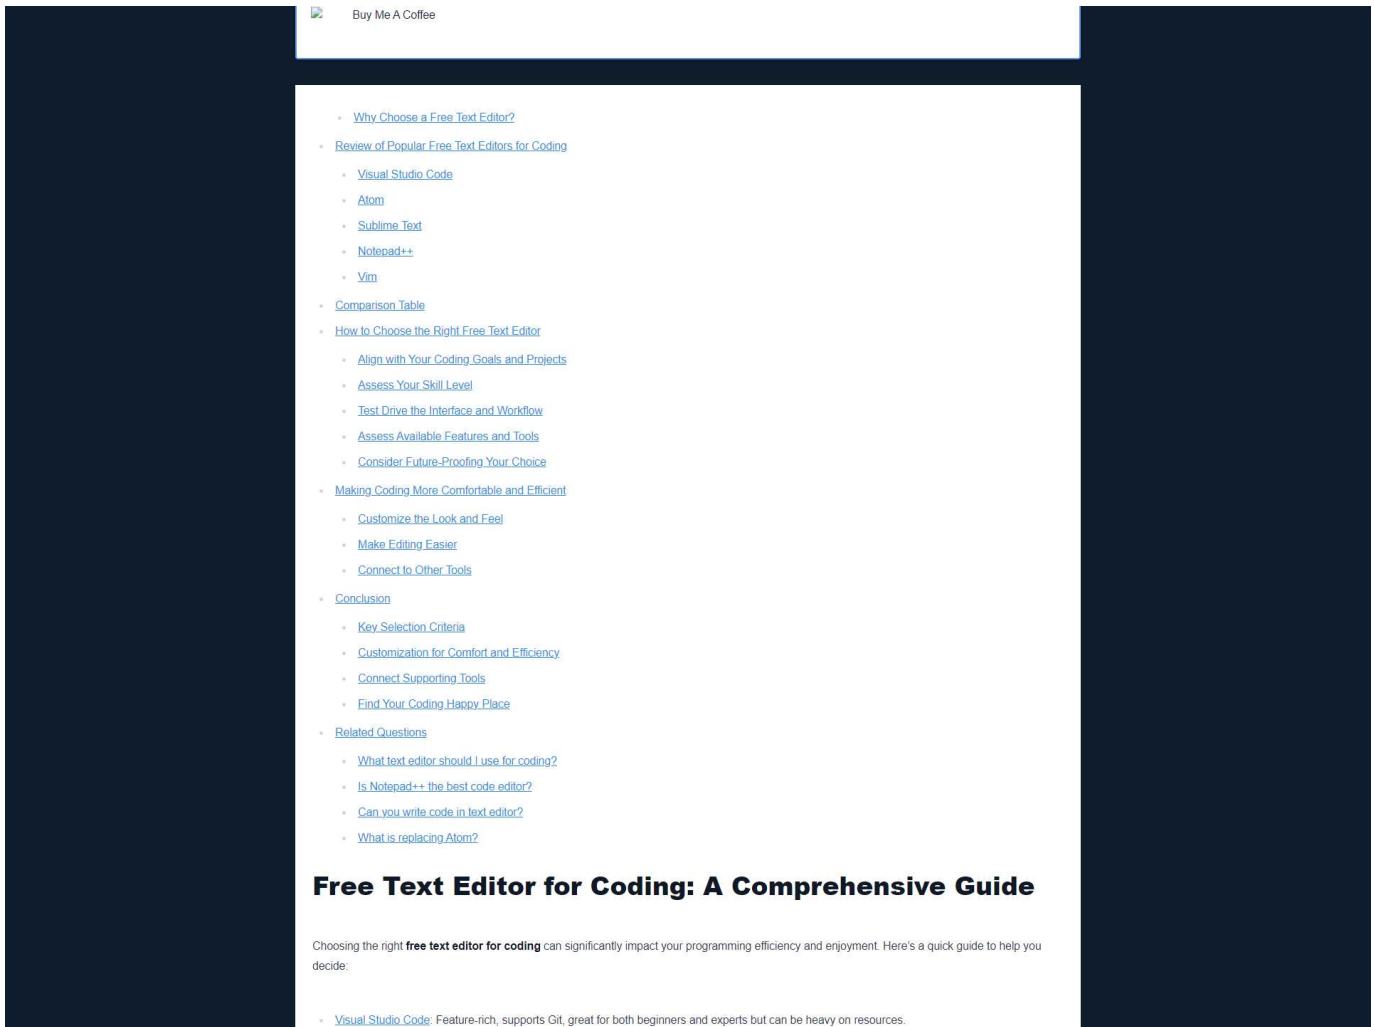 Buy Me A Coffee
Why Choose a Free Text Editor?
Review of Popular Free Text Editors for Coding
Visual Studio Code
Atom
Sublime Text
Notepad++
Vim
Comparison Table
How to Choose the Right Free Text Editor
Align with Your Coding Goals and Projects
Assess Your Skill Level
Test Drive the Interface and Workflow
Assess Available Features and Tools
Consider Future-Proofing Your Choice
Making Coding More Comfortable and Efficient
Customize the Look and Feel
Make Editing Easier
Connect to Other Tools
Conclusion
Key Selection Criteria
Customization for Comfort and Efficiency
Connect Supporting Tools
Find Your Coding Happy Place
Related Questions
What text editor should I use for coding?
Is Notepad++ the best code editor?
Can you write code in text editor?
What is replacing Atom?
Free Text Editor for Coding: A Comprehensive Guide
Choosing the right free text editor for coding can significantly impact your programming efficiency and enjoyment. Here's a quick guide to help you
decide:
Visual Studio Code: Feature-rich, supports Git, great for both beginners and experts but can be heavy on resources.